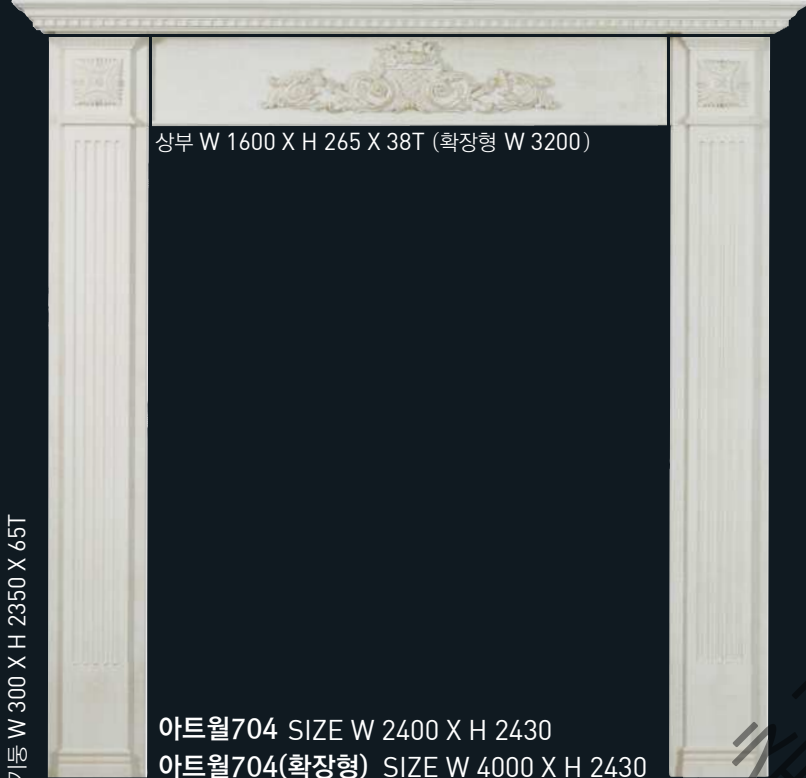 상부 W 1600 X H 265 X 38T (확장형 W 3200)
기둥 W 300 X H 2350 X 65T
아트월704 SIZE W 2400 X H 2430
아트월704(확장형) SIZE W 4000 X H 2430